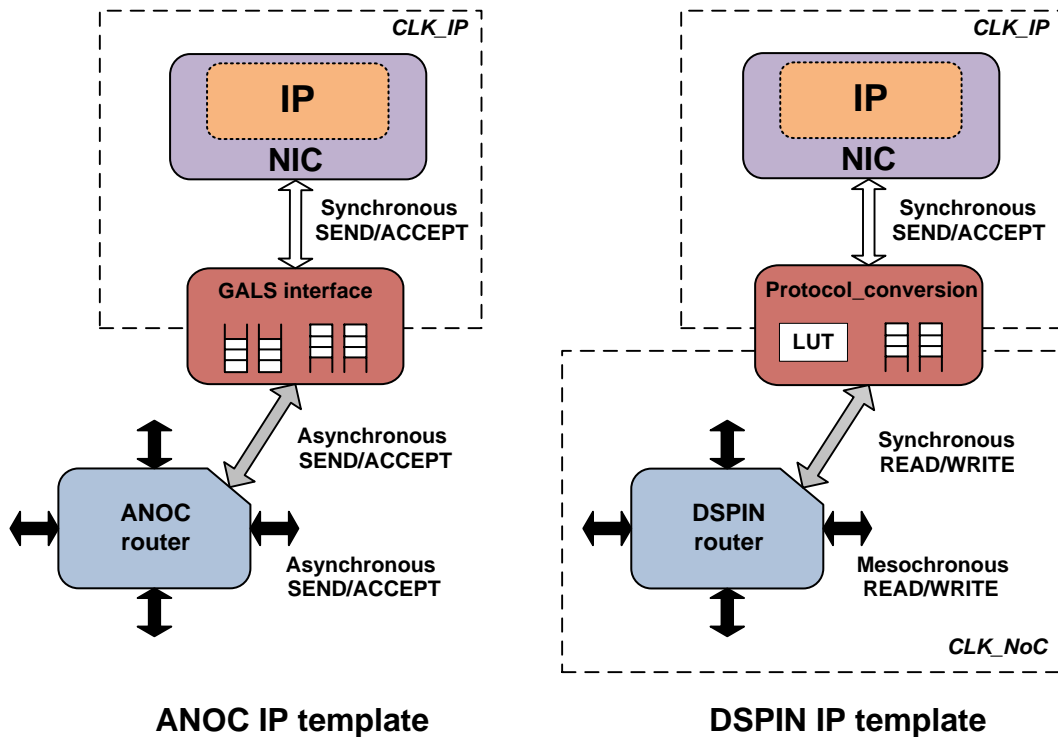 CLK_IP
IP
NIC
Synchronous
SEND/ACCEPT
GALS interface
Asynchronous
SEND/ACCEPT
ANOC
router
Asynchronous
SEND/ACCEPT
ANOC IP template
CLK_IP
IP
NIC
Synchronous
SEND/ACCEPT
Protocol_conversion
LUT
Synchronous
READ/WRITE
DSPIN
router
Mesochronous
READ/WRITE
CLK_NoC
DSPIN IP template